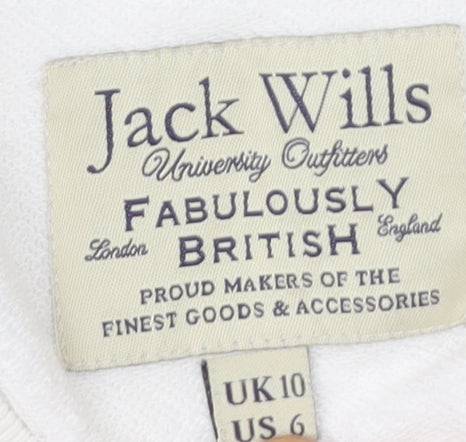 Jack Wills
University Outfitters
FABULOUSLY
London BRITISH England
PROUD MAKERS OF THE
FINEST GOODS & ACCESSORIES
UK 10
US 6